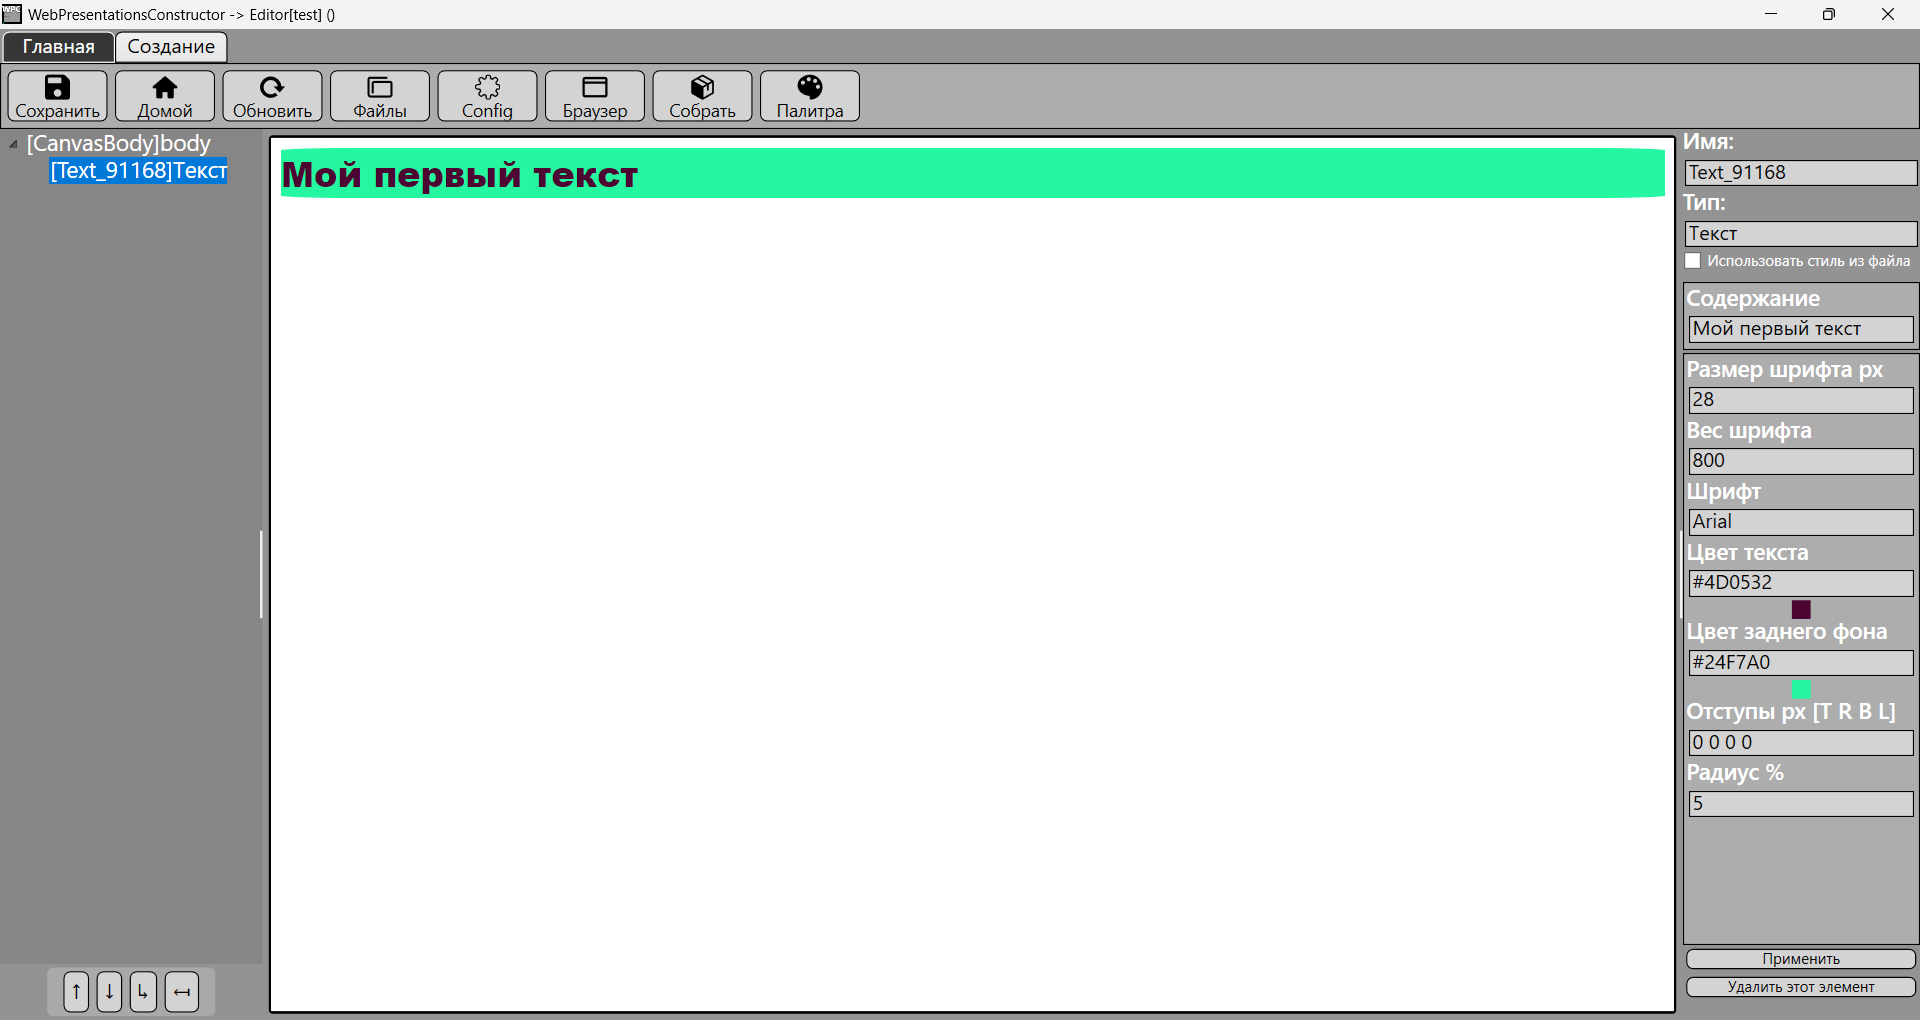 WPC
WebPresentationsConstructor -> Editor[test] ()
Главная
Создание
Сохранить
Домой
Обновить
Файлы
Config
Браузер
Собрать
Палитра
[CanvasBody]body
[Text_91168]Текст
Мой первый текст
Имя:
Text_91168
Тип:
Текст
Использовать стиль из файла
Содержание
Мой первый текст
Размер шрифта px
28
Вес шрифта
800
Шрифт
Arial
Цвет текста
#4D0532
Цвет заднего фона
#24F7A0
Отступы px [T R B L]
0 0 0 0
Радиус %
5
Применить
Удалить этот элемент